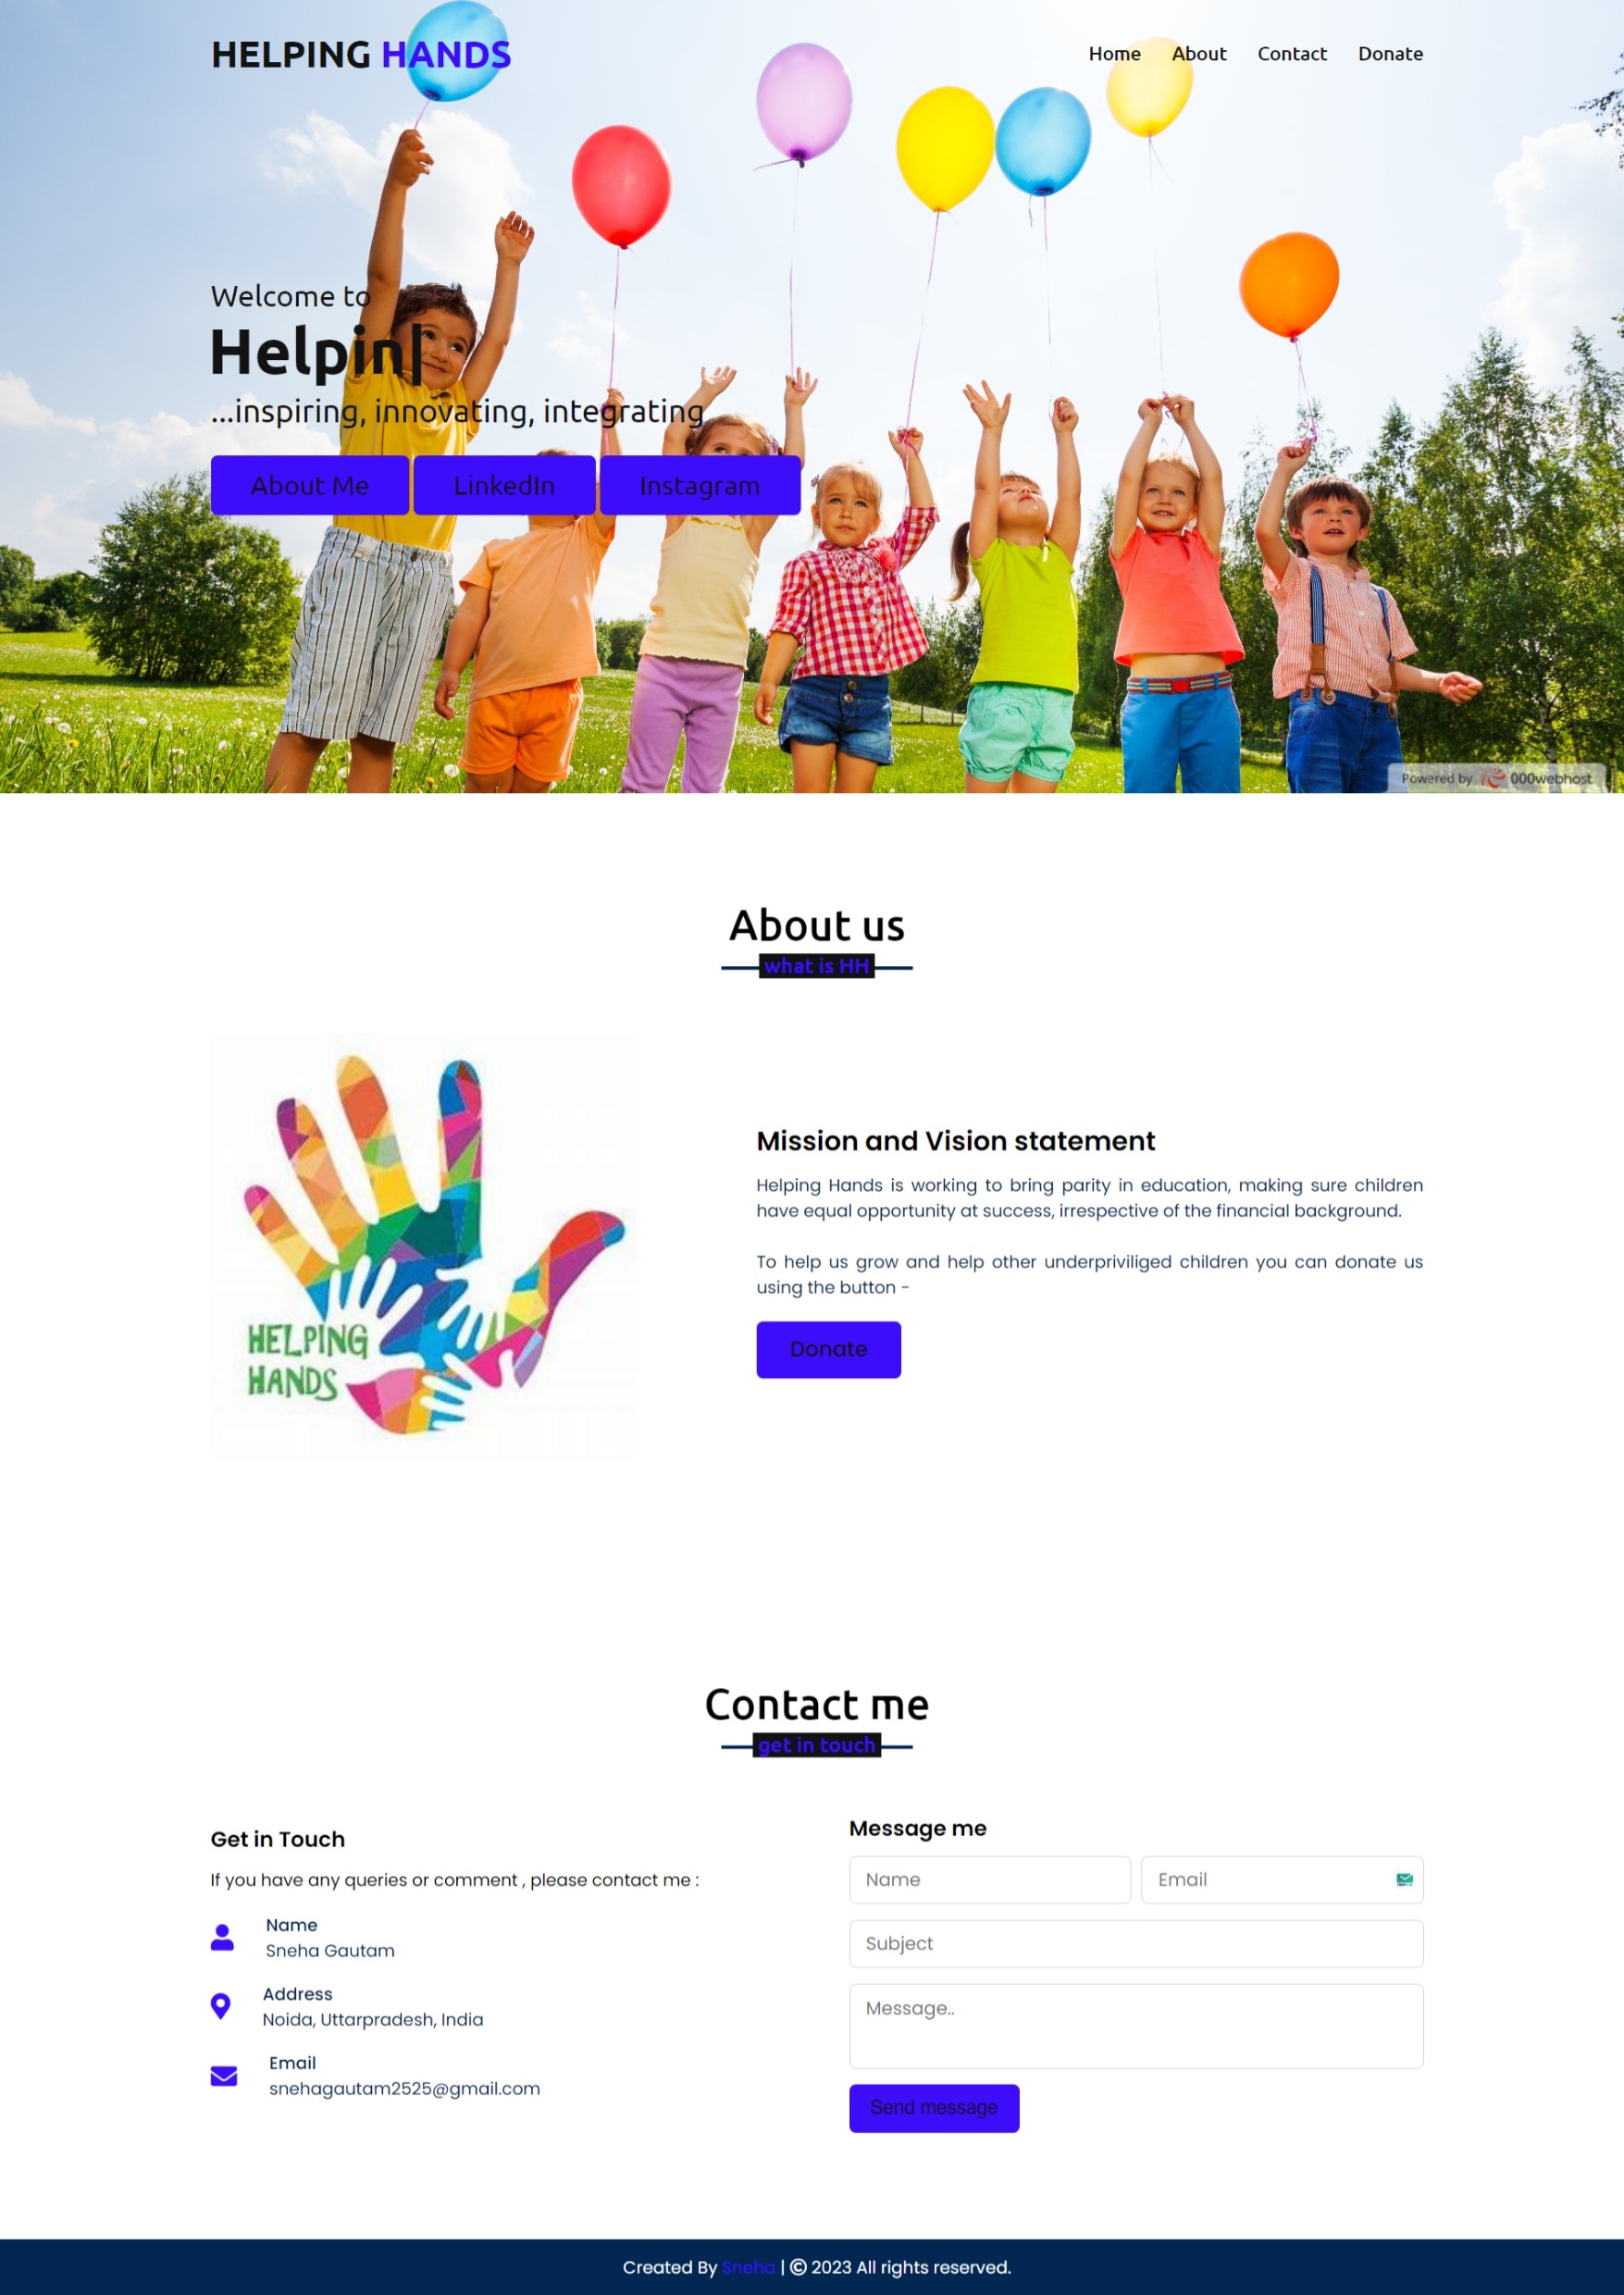 HELPING HANDS
Home About Contact Donate
Welcome to
Helpin|
...inspiring, innovating, integrating
About Me LinkedIn Instagram
Powered by 000webhost
About us
what is HH
HELPING
HANDS
Mission and Vision statement
Helping Hands is working to bring parity in education, making sure children
have equal opportunity at success, irrespective of the financial background.
To help us grow and help other underpriviliged children you can donate us
using the button -
Donate
Contact me
get in touch
Get in Touch
If you have any queries or comment , please contact me :
Name
Sneha Gautam
Address
Noida, Uttarpradesh, India
Email
snehagautam2525@gmail.com
Message me
Name
Email
Subject
Message..
Send message
Created By Sneha | © 2023 All rights reserved.